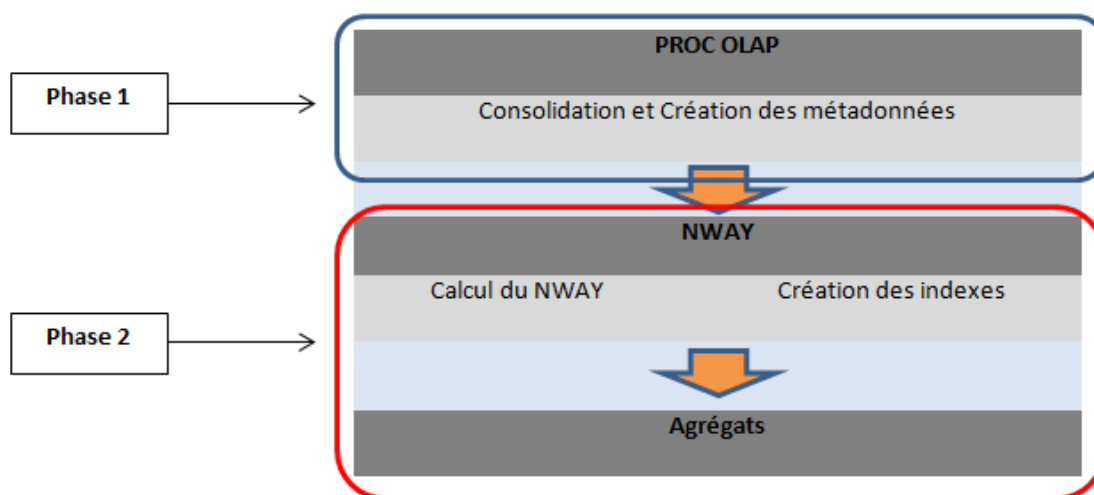 PROC OLAP
Phase 1
Consolidation et Création des métadonnées
NWAY
Calcul du NWAY
Création des indexes
Phase 2
Agrégats